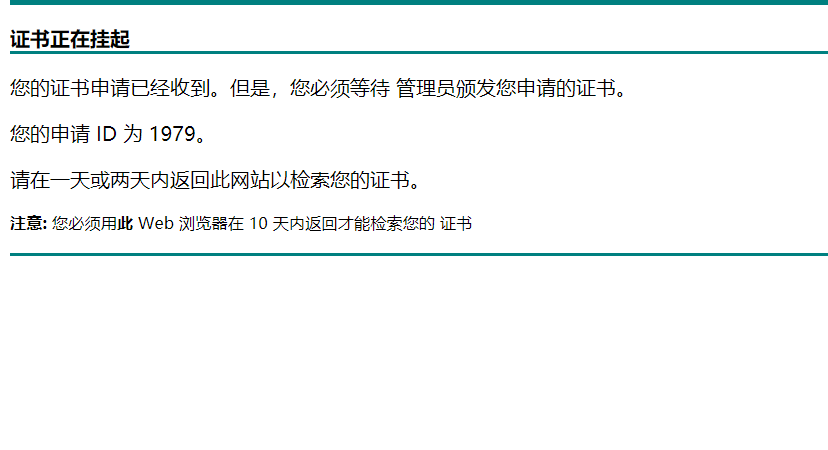 证书正在挂起
您的证书申请已经收到。但是，您必须等待 管理员颁发您申请的证书。
您的申请 ID 为 1979。
请在一天或两天内返回此网站以检索您的证书。
注意: 您必须用此 Web 浏览器在 10 天内返回才能检索您的 证书